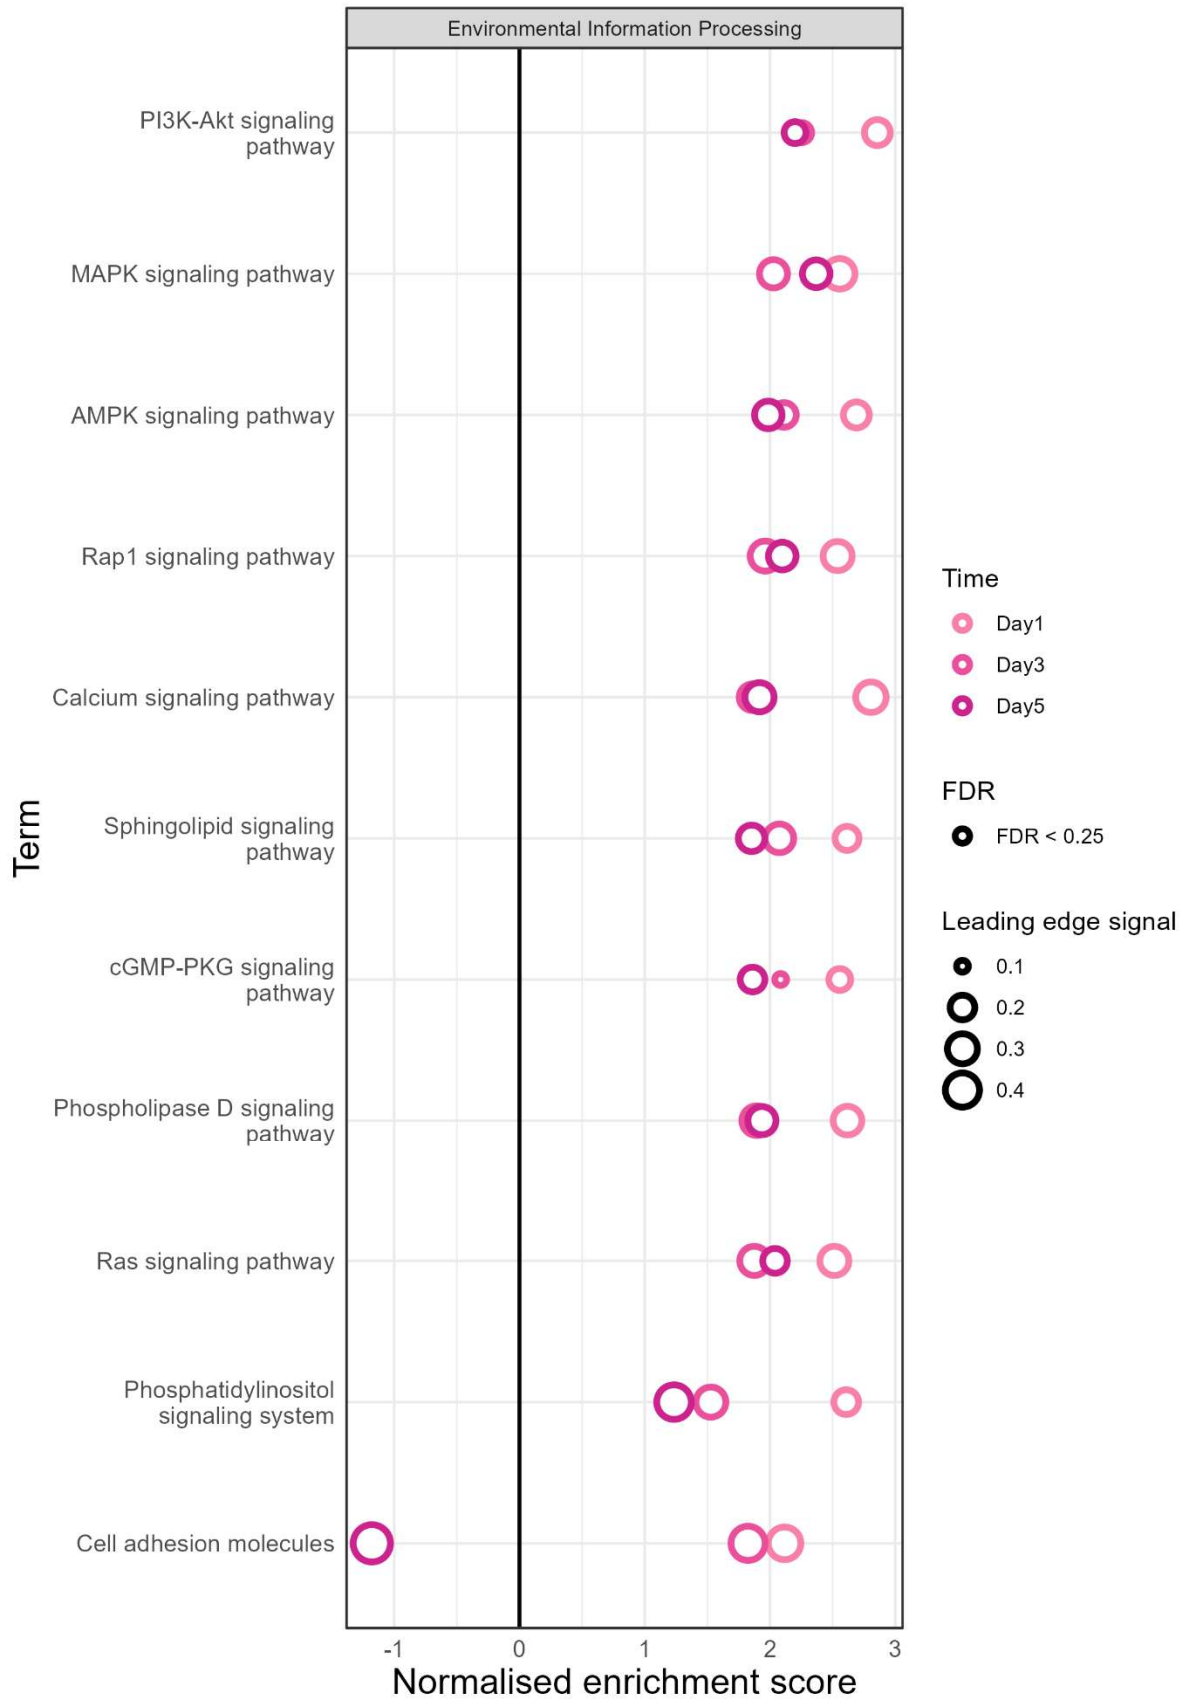 Environmental Information Processing
PI3K-Akt signaling
pathway
MAPK signaling pathway
AMPK signaling pathway
Rap1 signaling pathway
Calcium signaling pathway
Sphingolipid signaling
pathway
cGMP-PKG signaling
pathway
Phospholipase D signaling
pathway
Ras signaling pathway
Phosphatidylinositol
signaling system
Cell adhesion molecules
Term
-1 0 1 2 3
Normalised enrichment score
Time
Day1
Day3
Day5
FDR
FDR < 0.25
Leading edge signal
0.1
0.2
0.3
0.4